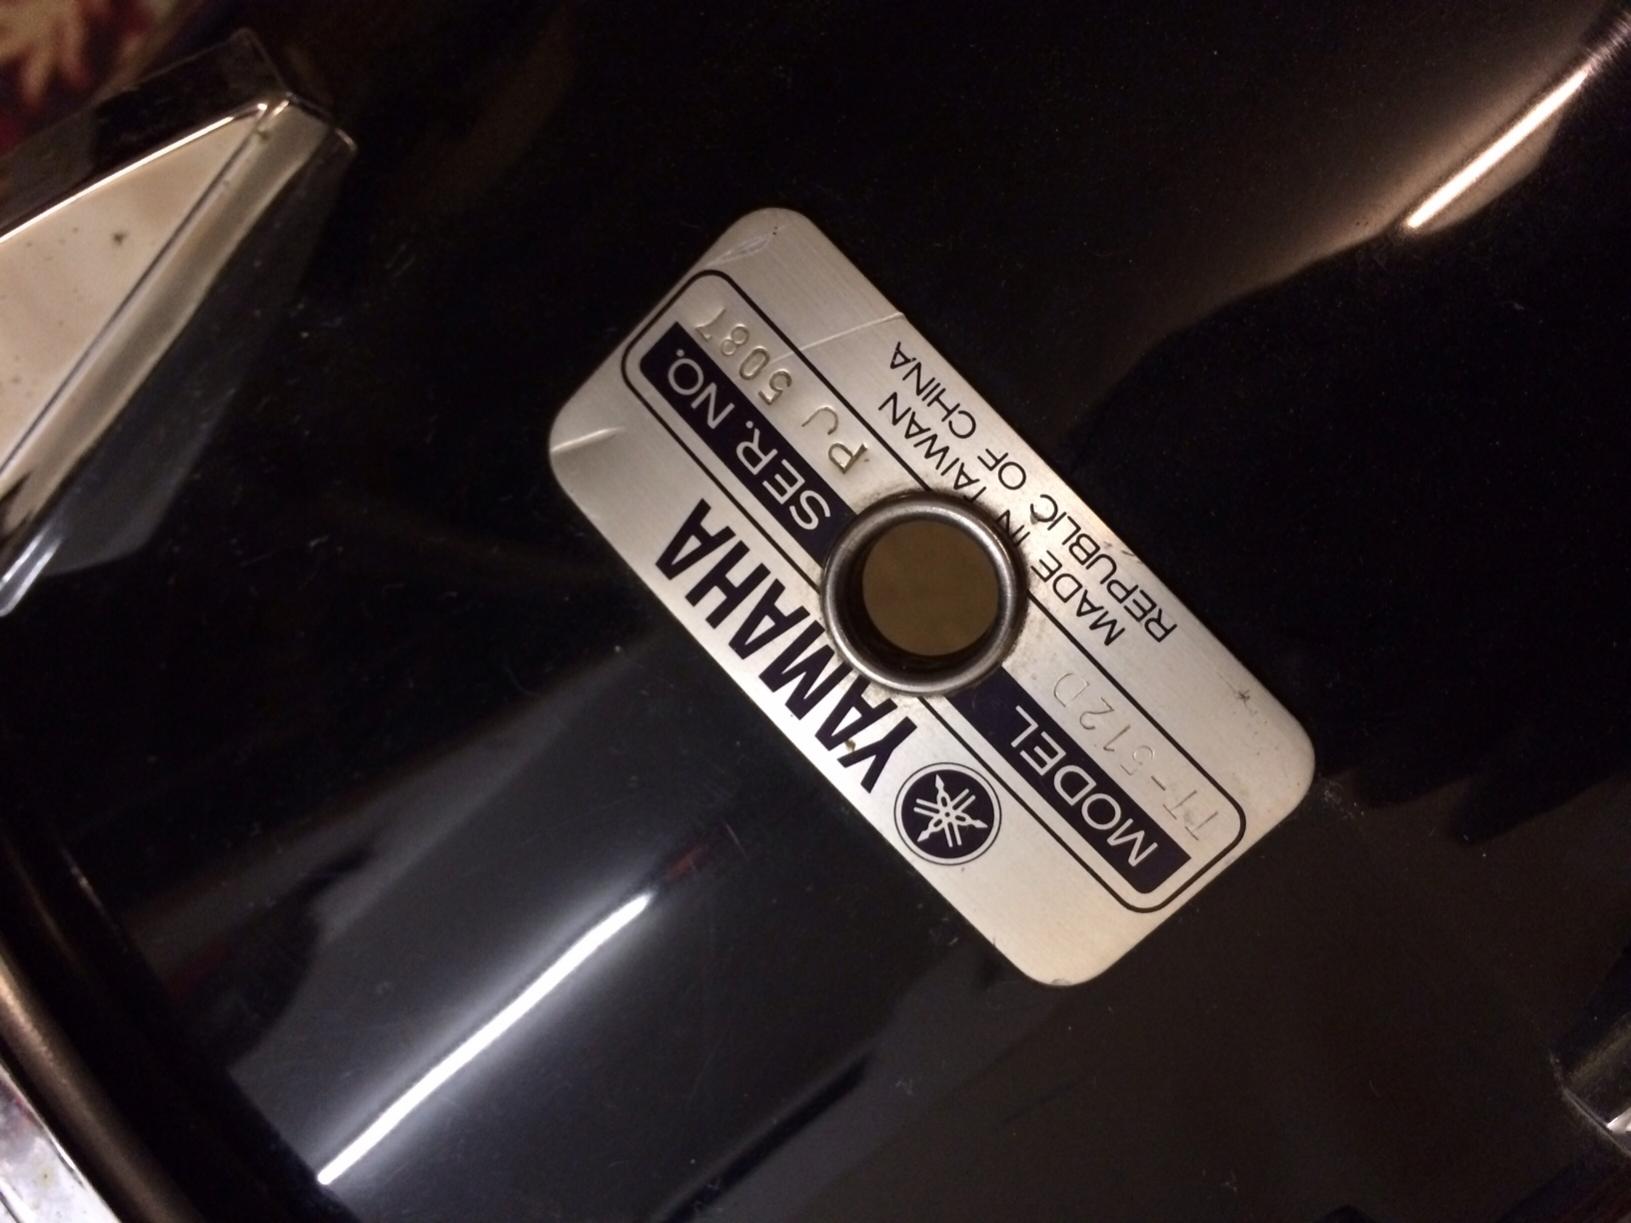 YAMAHA
MODEL TT-512D
SER. NO. PJ 5087
MADE IN TAIWAN
REPUBLIC OF CHINA